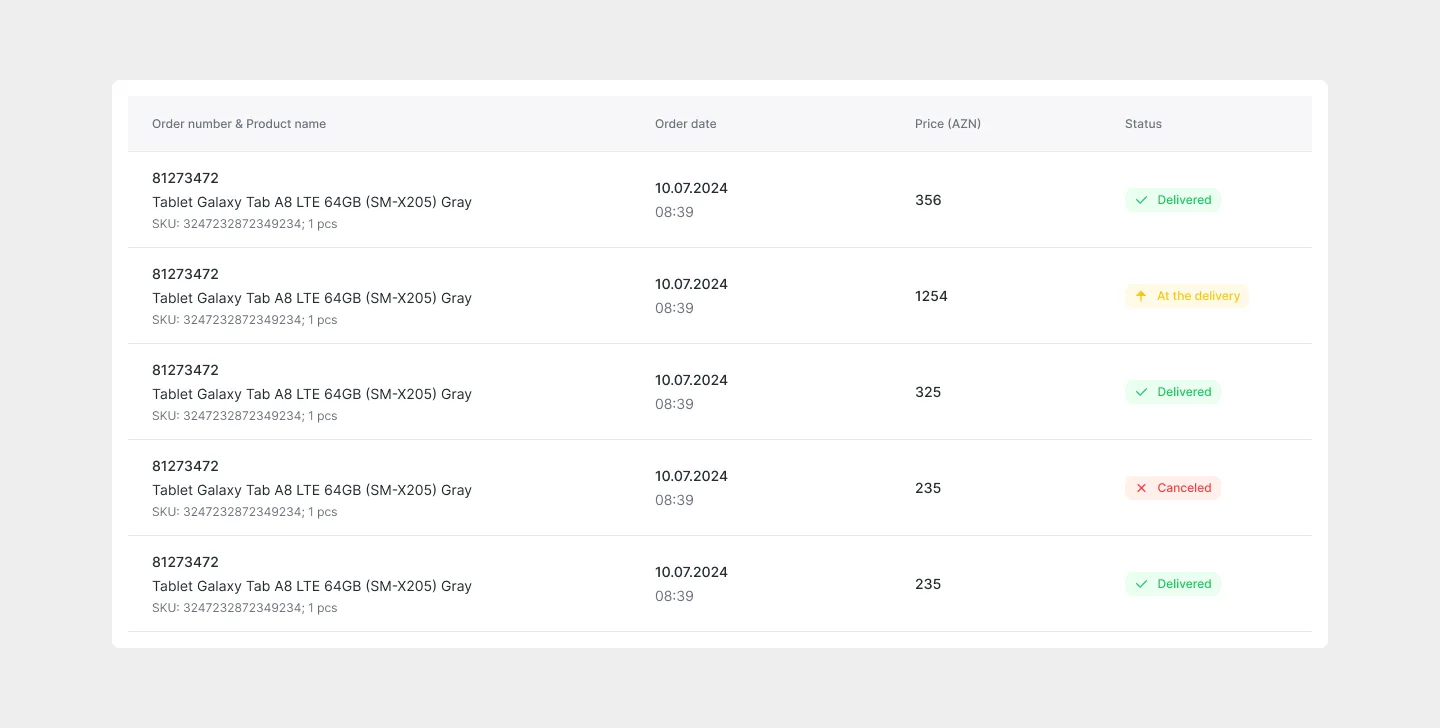 Order number & Product name
Order date
Price (AZN)
Status
81273472
Tablet Galaxy Tab A8 LTE 64GB (SM-X205) Gray
SKU: 3247232872349234; 1 pcs
10.07.2024
08:39
356
Delivered
81273472
Tablet Galaxy Tab A8 LTE 64GB (SM-X205) Gray
SKU: 3247232872349234; 1 pcs
10.07.2024
08:39
1254
At the delivery
81273472
Tablet Galaxy Tab A8 LTE 64GB (SM-X205) Gray
SKU: 3247232872349234; 1 pcs
10.07.2024
08:39
325
Delivered
81273472
Tablet Galaxy Tab A8 LTE 64GB (SM-X205) Gray
SKU: 3247232872349234; 1 pcs
10.07.2024
08:39
235
Canceled
81273472
Tablet Galaxy Tab A8 LTE 64GB (SM-X205) Gray
SKU: 3247232872349234; 1 pcs
10.07.2024
08:39
235
Delivered